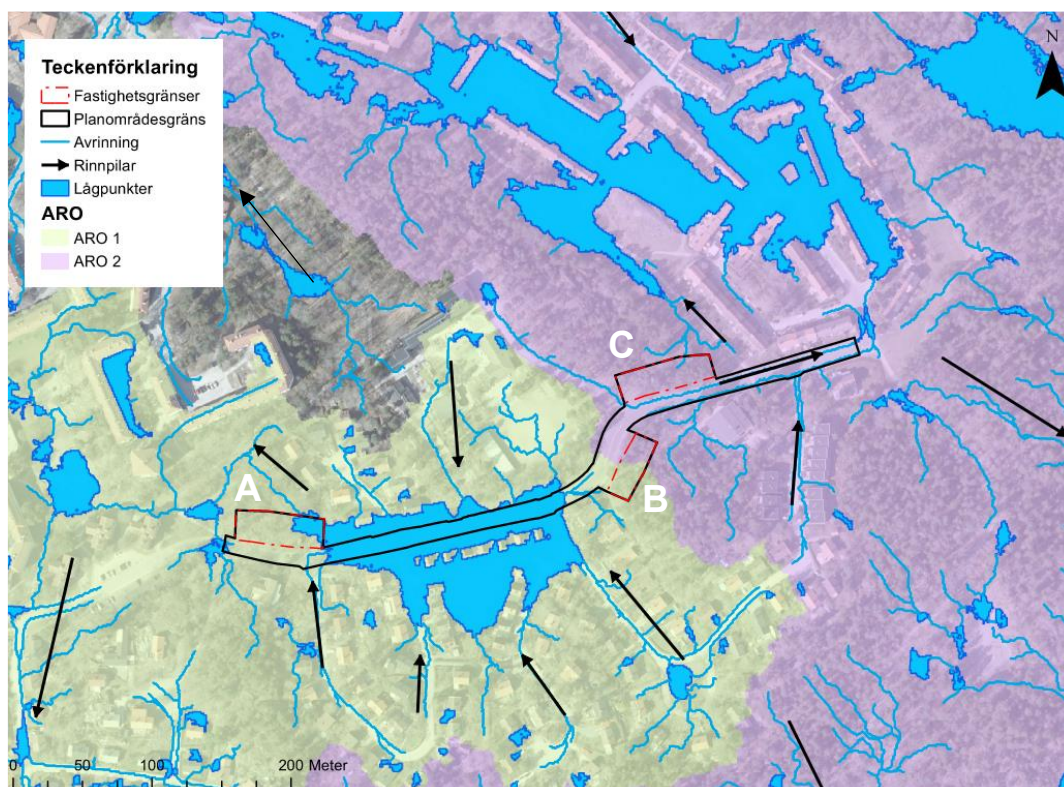 Teckenförklaring
Fastighetsgränser
Planområdesgräns
Avrinning
Rinnpilar
Lågpunkter
ARO
ARO 1
ARO 2
N
C
A
B
0 50 100 200 Meter